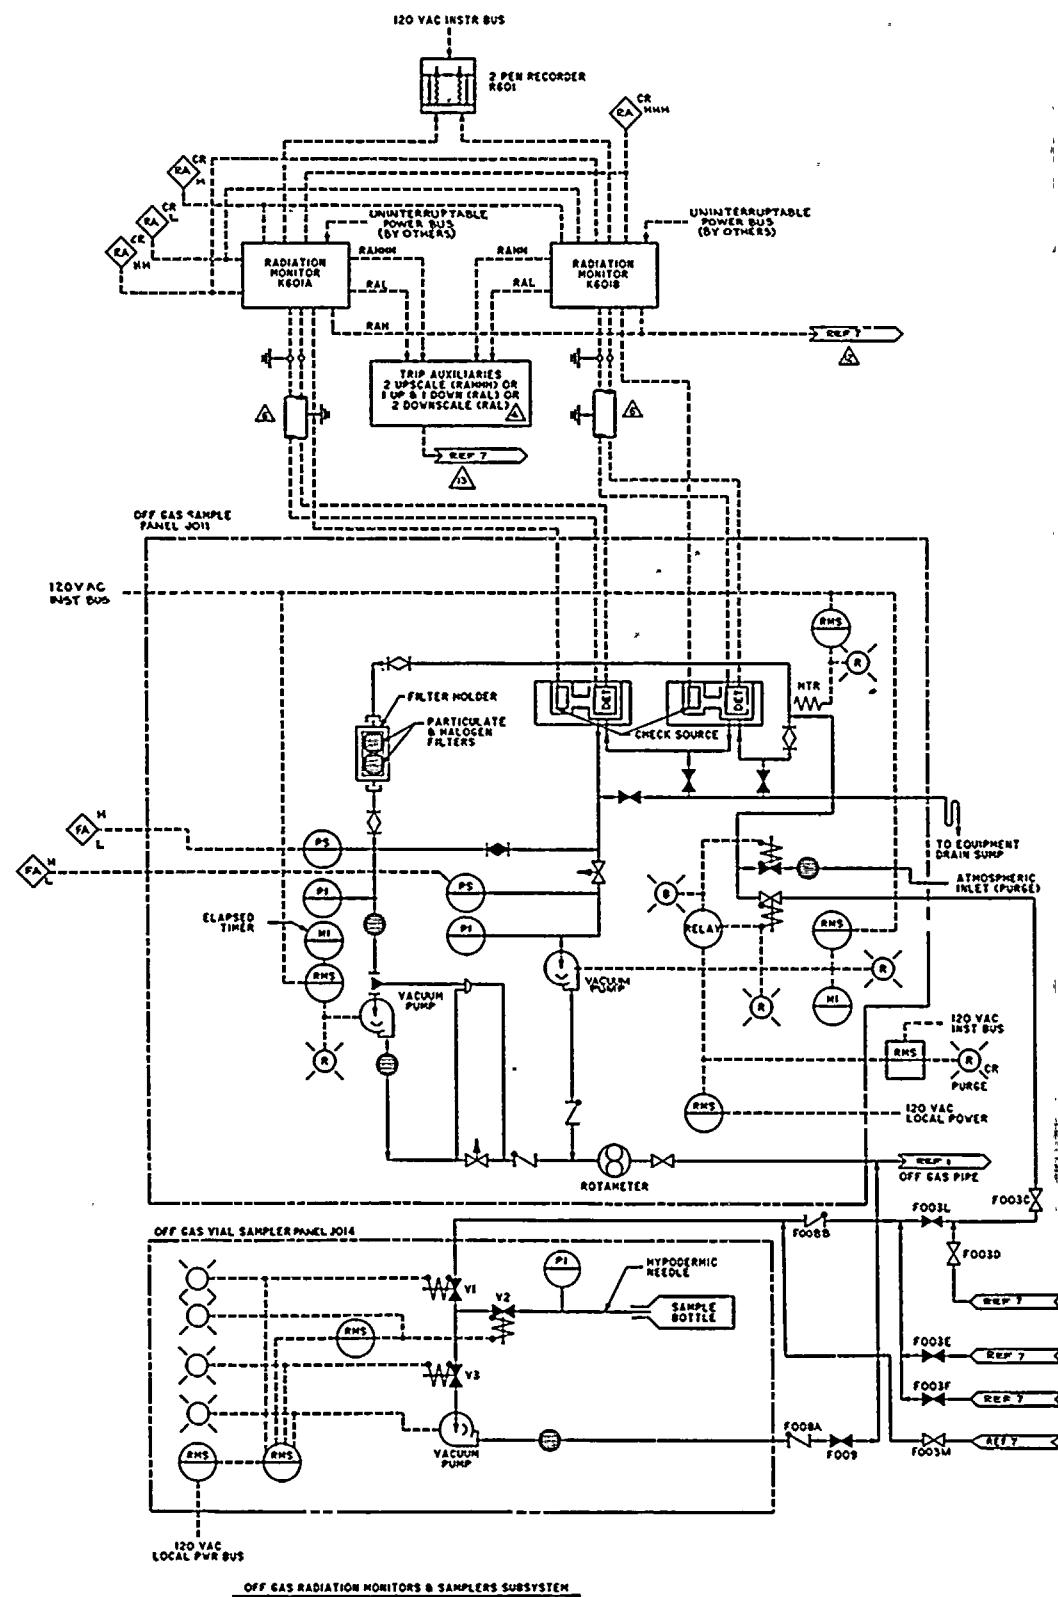 120 VAC INSTR BUS
2 PEN RECORDER
R601
RA
CR
HHH
RA
CR
H
RA
CR
L
RA
CR
HH
UNINTERRUPTABLE
POWER BUS
(BY OTHERS)
UNINTERRUPTABLE
POWER BUS
(BY OTHERS)
RADIATION
MONITOR
K601A
RAHHH
RAL
RAHH
RAL
RADIATION
MONITOR
K601B
RAH
REF 7
TRIP AUXILIARIES
2 UPSCALE (RAHHH) OR
1 UP & 1 DOWN (RAL) OR
2 DOWNSCALE (RAL)
4
6
REF 7
13
OFF GAS SAMPLE
PANEL J011
120 VAC
INST BUS
RMS
R
HTR
FILTER HOLDER
PARTICULATE
& HALOGEN
FILTERS
DET
DET
CHECK SOURCE
FA
H
L
FA
H
L
PS
PS
PI
PI
ELAPSED
TIMER
MI
RMS
VACUUM
PUMP
R
VACUUM
PUMP
TO EQUIPMENT
DRAIN SUMP
ATMOSPHERIC
INLET (PURGE)
B
RELAY
RMS
R
R
MI
120 VAC
INST BUS
RMS
R
CR
PURGE
RMS
120 VAC
LOCAL POWER
ROTAMETER
REF 1
OFF GAS PIPE
F003C
F003L
F008B
F003D
REF 7
F003E
REF 7
F003F
REF 7
F003M
REF 7
OFF GAS VIAL SAMPLER PANEL J014
V1
V2
PI
HYPODERMIC
NEEDLE
SAMPLE
BOTTLE
RMS
V3
VACUUM
PUMP
F008A
F009
RMS
RMS
120 VAC
LOCAL PWR BUS
OFF GAS RADIATION MONITORS & SAMPLERS SUBSYSTEM